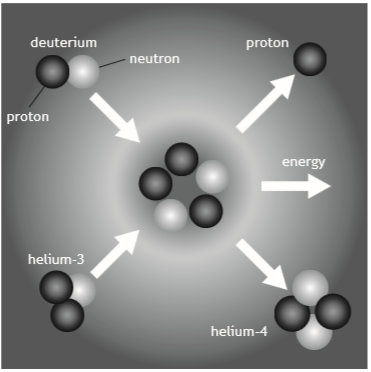 deuterium
neutron
proton
proton
energy
helium-3
helium-4